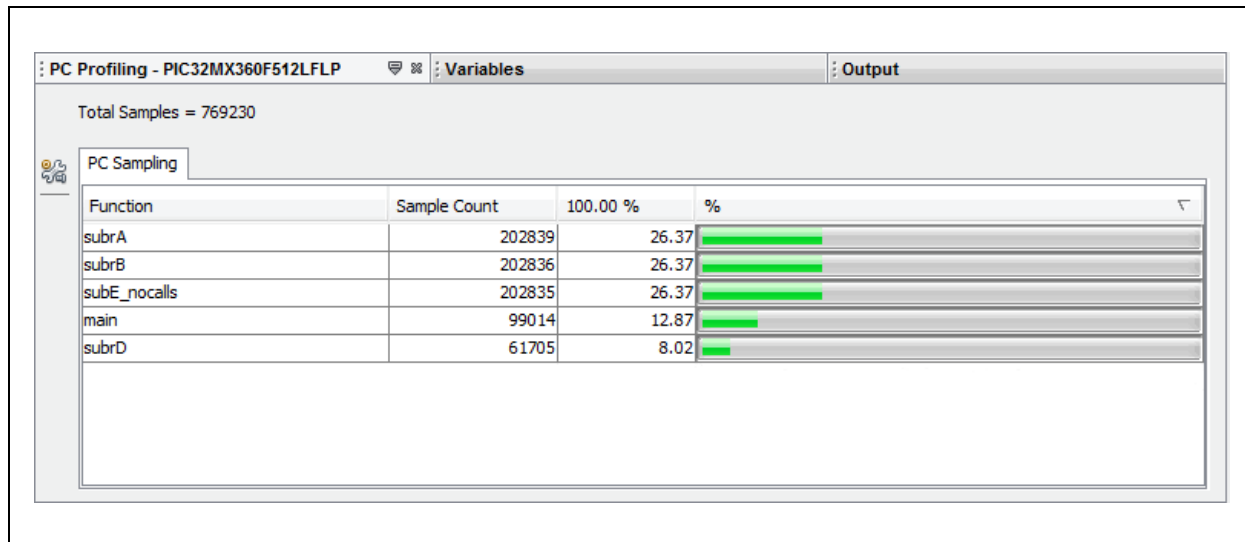 PC Profiling - PIC32MX360F512LFLP Variables Output
Total Samples = 769230
PC Sampling
Function Sample Count 100.00 % %
subrA 202839 26.37
subrB 202836 26.37
subE_nocalls 202835 26.37
main 99014 12.87
subrD 61705 8.02